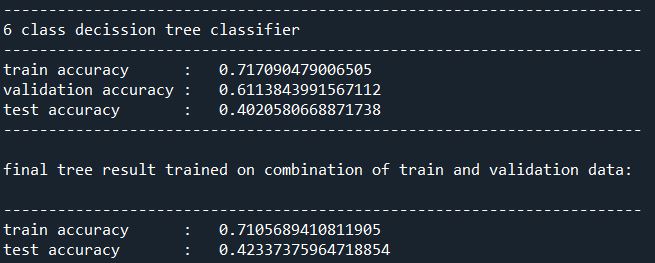 ----------------------------------------------------------------
6 class decission tree classifier
----------------------------------------------------------------
train accuracy      :   0.717090479006505
validation accuracy :   0.6113843991567112
test accuracy       :   0.4020580668871738
----------------------------------------------------------------
final tree result trained on combination of train and validation data:
----------------------------------------------------------------
train accuracy      :   0.7105689410811905
test accuracy       :   0.42337375964718854